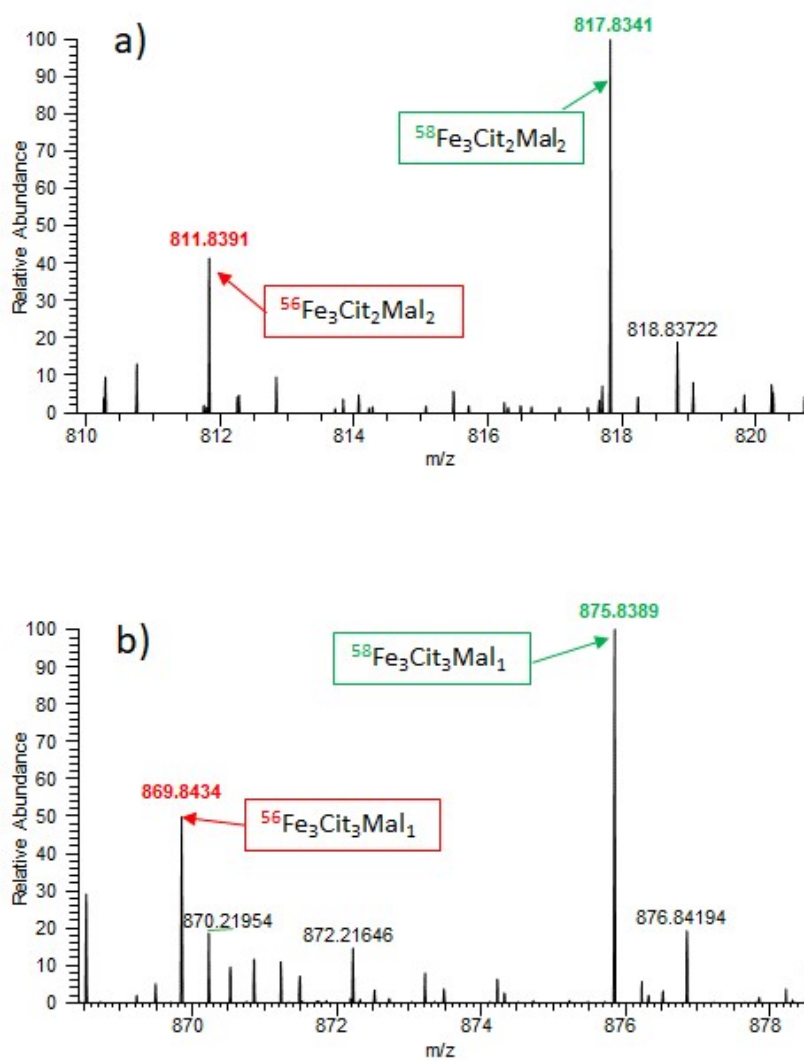 a)
817.8341
⁵⁸Fe₃Cit₂Mal₂
811.8391
⁵⁶Fe₃Cit₂Mal₂
818.83722
Relative Abundance
100
90
80
70
60
50
40
30
20
10
0
810 812 814 816 818 820
m/z
b)
875.8389
⁵⁸Fe₃Cit₃Mal₁
869.8434
⁵⁶Fe₃Cit₃Mal₁
870.21954
872.21646
876.84194
Relative Abundance
100
90
80
70
60
50
40
30
20
10
0
870 872 874 876 878
m/z